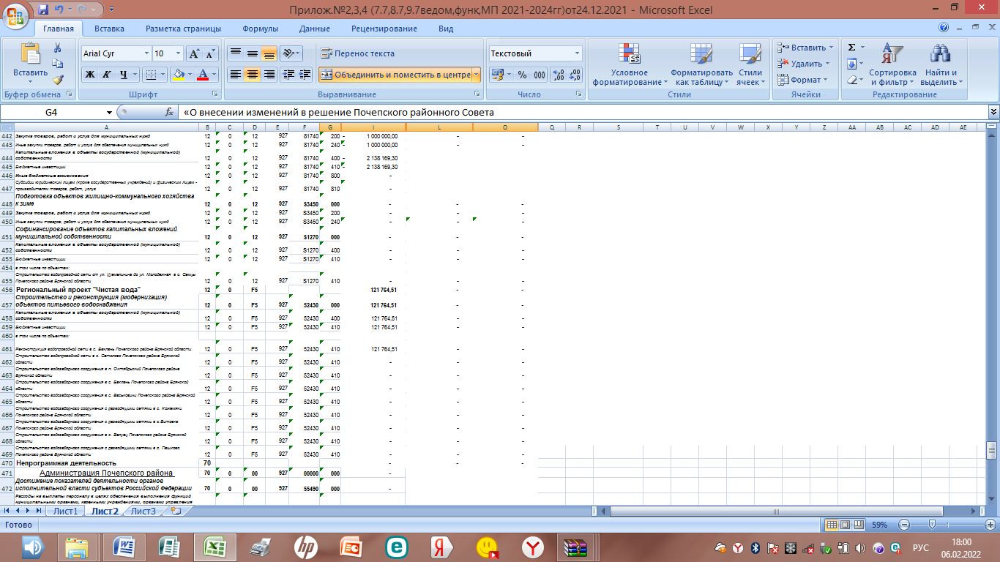 Прилож.№2,3,4 (7.7,8.7,9.7ведом,функ,МП 2021-2024гг)от24.12.2021 - Microsoft Excel
Главная Вставка Разметка страницы Формулы Данные Рецензирование Вид
Вставить
Буфер обмена
Arial Cyr 10
Ж К Ч
Шрифт
Перенос текста
Объединить и поместить в центре
Выравнивание
Текстовый
% 000
Число
Условное форматирование
Форматировать как таблицу
Стили ячеек
Стили
Вставить
Удалить
Формат
Ячейки
Сортировка и фильтр
Найти и выделить
Редактирование
G4 fx «О внесении изменений в решение Почепского районного Совета
A B C D E F G I L O Q R S T U V W X Y Z AA AB AC AD AE
442 Закупка товаров, работ и услуг для муниципальных нужд 12 0 12 927 81740 200 - 1 000 000,00 - -
443 Иные закупки товаров, работ и услуг для обеспечения муниципальных нужд 12 0 12 927 81740 240 - 1 000 000,00 - -
Капитальные вложения в объекты государственной (муниципальной)
444 собственности 12 0 12 927 81740 400 - 2 138 169,30
445 Бюджетные инвестиции 12 0 12 927 81740 410 - 2 138 169,30
446 Иные бюджетные ассигнования 12 0 12 927 81740 800 -
Субсидии юридическим лицам (кроме государственных учреждений) и физическим лицам -
447 производителям товаров, работ, услуг 12 0 12 927 81740 810 -
Подготовка объектов жилищно-коммунального хозяйства
448 к зиме 12 0 12 927 S3450 000 - - -
449 Закупка товаров, работ и услуг для муниципальных нужд 12 0 12 927 S3450 200 - - -
450 Иные закупки товаров, работ и услуг для обеспечения муниципальных нужд 12 0 12 927 S3450 240 - - -
Софинансирование объектов капитальных вложений
451 муниципальной собственности 12 0 12 927 S1270 000 - - -
Капитальные вложения в объекты государственной (муниципальной)
452 собственности 12 0 12 927 S1270 400 - - -
453 Бюджетные инвестиции 12 0 12 927 S1270 410 - - -
454 в том числе по объектам:
Строительство водопроводной сети от ул. Щемелинина до ул. Молодежная в с. Семцы
455 Почепского района Брянской области 12 0 12 927 S1270 410 - - -
456 Региональный проект "Чистая вода" 12 0 F5 121 764,51
Строительство и реконструкция (модернизация)
457 объектов питьевого водоснабжения 12 0 F5 927 52430 000 121 764,51 - -
Капитальные вложения в объекты государственной (муниципальной)
458 собственности 12 0 F5 927 52430 400 121 764,51 - -
459 Бюджетные инвестиции 12 0 F5 927 52430 410 121 764,51 - -
460 в том числе по объектам:
461 Реконструкция водопроводной сети в с. Баклань Почепского района Брянской области 12 0 F5 927 52430 410 121 764,51 - -
Строительство водопроводной сети в с. Сетолово Почепского района Брянской
462 области 12 0 F5 927 52430 410 - - -
Строительство водозаборного сооружения в п. Октябрьский Почепского района
463 Брянской области 12 0 F5 927 52430 410 - - -
Строительство водозаборного сооружения в с. Баклань Почепского района Брянской
464 области 12 0 F5 927 52430 410 - - -
Строительство водозаборного сооружения в с. Васьковичи Почепского района Брянской
465 области 12 0 F5 927 52430 410 - - -
Строительство водозаборного сооружения с разводящими сетями в с. Кожемяки
466 Почепского района Брянской области 12 0 F5 927 52430 410 - - -
Строительство водозаборного сооружения с разводящими сетями в с. Витовка
467 Почепского района Брянской области 12 0 F5 927 52430 410 - - -
Строительство водозаборного сооружения в с. Валуец Почепского района Брянской
468 области 12 0 F5 927 52430 410 - - -
Строительство водозаборного сооружения с разводящими сетями в с. Пашково
469 Почепского района Брянской области 12 0 F5 927 52430 410 - - -
470 Непрограммная деятельность 70 - - -
471 Администрация Почепского района 70 0 00 927 00000 000 -
Достижение показателей деятельности органов
472 исполнительной власти субъектов Российской Федерации 70 0 00 927 55490 000 -
Расходы на выплаты персоналу в целях обеспечения выполнения функций
муниципальными органами, казенными учреждениями, органами управления
Лист1 Лист2 Лист3
Готово 59%
РУС 18:00
06.02.2022